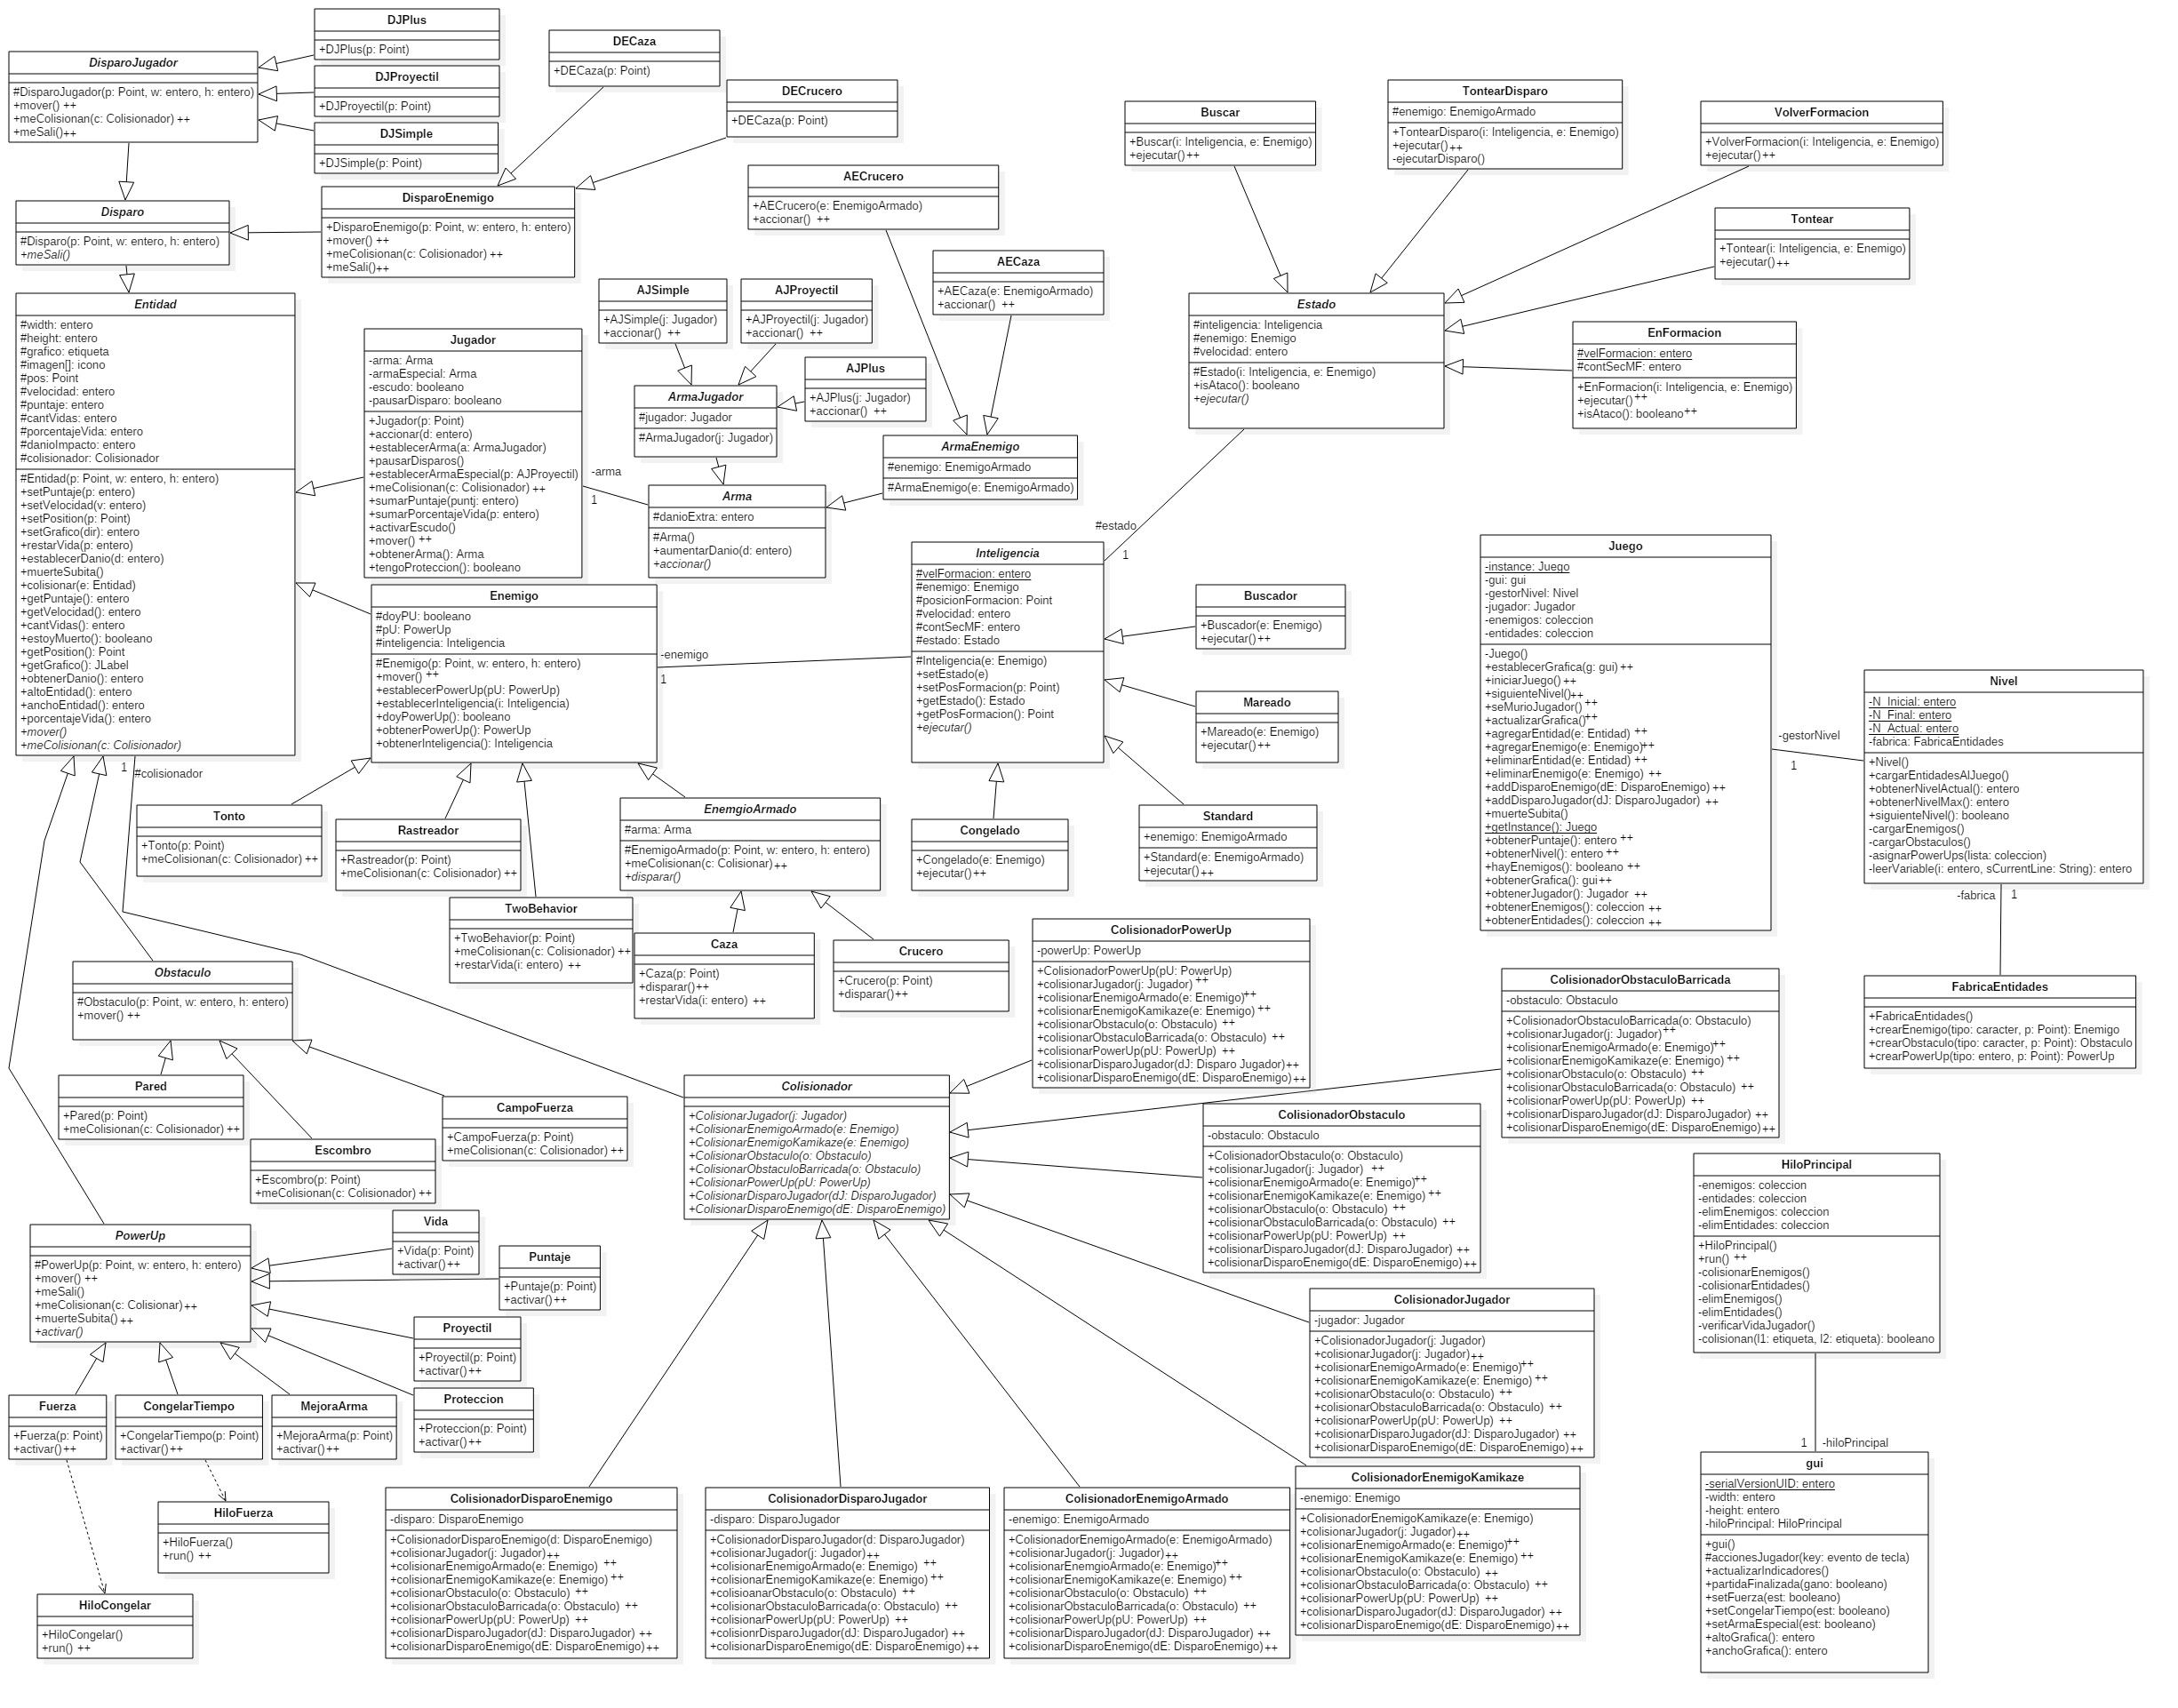 DJPlus
+DJPlus(p: Point)
DisparoJugador
#DisparoJugador(p: Point, w: entero, h: entero)
+mover() ++
+meColisionan(c: Colisionador) ++
+meSali()++
DJProyectil
+DJProyectil(p: Point)
DJSimple
+DJSimple(p: Point)
DECaza
+DECaza(p: Point)
DECrucero
+DECaza(p: Point)
Disparo
#Disparo(p: Point, w: entero, h: entero)
+meSali()
DisparoEnemigo
+DisparoEnemigo(p: Point, w: entero, h: entero)
+mover() ++
+meColisionan(c: Colisionador) ++
+meSali()++
AECrucero
+AECrucero(e: EnemigoArmado)
+accionar() ++
AECaza
+AECaza(e: EnemigoArmado)
+accionar() ++
Buscar
+Buscar(i: Inteligencia, e: Enemigo)
+ejecutar()++
TontearDisparo
#enemigo: EnemigoArmado
+TontearDisparo(i: Inteligencia, e: Enemigo)
+ejecutar()++
-ejecutarDisparo()
VolverFormacion
+VolverFormacion(i: Inteligencia, e: Enemigo)
+ejecutar()++
Tontear
+Tontear(i: Inteligencia, e: Enemigo)
+ejecutar()++
Estado
#inteligencia: Inteligencia
#enemigo: Enemigo
#velocidad: entero
#Estado(i: Inteligencia, e: Enemigo)
+isAtaco(): booleano
+ejecutar()
EnFormacion
#velFormacion: entero
#contSecMF: entero
+EnFormacion(i: Inteligencia, e: Enemigo)
+ejecutar()++
+isAtaco(): booleano++
Entidad
#width: entero
#height: entero
#grafico: etiqueta
#imagen[]: icono
#pos: Point
#velocidad: entero
#puntaje: entero
#cantVidas: entero
#porcentajeVida: entero
#danioImpacto: entero
#colisionador: Colisionador
#Entidad(p: Point, w: entero, h: entero)
+setPuntaje(p: entero)
+setVelocidad(v: entero)
+setPosition(p: Point)
+setGrafico(dir): entero
+restarVida(p: entero)
+establecerDanio(d: entero)
+muerteSubita()
+colisionar(e: Entidad)
+getPuntaje(): entero
+getVelocidad(): entero
+cantVidas(): entero
+estoyMuerto(): booleano
+getPosition(): Point
+getGrafico(): JLabel
+obtenerDanio(): entero
+altoEntidad(): entero
+anchoEntidad(): entero
+porcentajeVida(): entero
+mover()
+meColisionan(c: Colisionador)
1
#colisionador
Jugador
-arma: Arma
-armaEspecial: Arma
-escudo: booleano
-pausarDisparo: booleano
+Jugador(p: Point)
+accionar(d: entero)
+establecerArma(a: ArmaJugador)
+pausarDisparos()
+establecerArmaEspecial(p: AJProyectil)
+meColisionan(c: Colisionador) ++
+sumarPuntaje(puntj: entero)
+sumarPorcentajeVida(p: entero)
+activarEscudo()
+mover() ++
+obtenerArma(): Arma
+tengoProteccion(): booleano
-arma
1
AJSimple
+AJSimple(j: Jugador)
+accionar() ++
AJProyectil
+AJProyectil(j: Jugador)
+accionar() ++
AJPlus
+AJPlus(j: Jugador)
+accionar() ++
ArmaJugador
#jugador: Jugador
#ArmaJugador(j: Jugador)
ArmaEnemigo
#enemigo: EnemigoArmado
#ArmaEnemigo(e: EnemigoArmado)
Arma
#danioExtra: entero
#Arma()
+aumentarDanio(d: entero)
+accionar()
#estado
1
Enemigo
#doyPU: booleano
#pU: PowerUp
#inteligencia: Inteligencia
#Enemigo(p: Point, w: entero, h: entero)
+mover() ++
+establecerPowerUp(pU: PowerUp)
+establecerInteligencia(i: Inteligencia)
+doyPowerUp(): booleano
+obtenerPowerUp(): PowerUp
+obtenerInteligencia(): Inteligencia
-enemigo
1
Inteligencia
#velFormacion: entero
#enemigo: Enemigo
#posicionFormacion: Point
#velocidad: entero
#contSecMF: entero
#estado: Estado
#Inteligencia(e: Enemigo)
+setEstado(e)
+setPosFormacion(p: Point)
+getEstado(): Estado
+getPosFormacion(): Point
+ejecutar()
Buscador
+Buscador(e: Enemigo)
+ejecutar()++
Mareado
+Mareado(e: Enemigo)
+ejecutar()++
Congelado
+Congelado(e: Enemigo)
+ejecutar()++
Standard
+enemigo: EnemigoArmado
+Standard(e: EnemigoArmado)
+ejecutar()++
Juego
-instance: Juego
-gui: gui
-gestorNivel: Nivel
-jugador: Jugador
-enemigos: coleccion
-entidades: coleccion
-Juego()
+establecerGrafica(g: gui)++
+iniciarJuego()++
+siguienteNivel()++
+seMurioJugador()++
+actualizarGrafica()++
+agregarEntidad(e: Entidad) ++
+agregarEnemigo(e: Enemigo)++
+eliminarEntidad(e: Entidad) ++
+eliminarEnemigo(e: Enemigo) ++
+addDisparoEnemigo(dE: DisparoEnemigo) ++
+addDisparoJugador(dJ: DisparoJugador) ++
+muerteSubita()
+getInstance(): Juego
+obtenerPuntaje(): entero ++
+obtenerNivel(): entero ++
+hayEnemigos(): booleano ++
+obtenerGrafica(): gui++
+obtenerJugador(): Jugador ++
+obtenerEnemigos(): coleccion ++
+obtenerEntidades(): coleccion ++
-gestorNivel
1
Nivel
-N_Inicial: entero
-N_Final: entero
-N_Actual: entero
-fabrica: FabricaEntidades
+Nivel()
+cargarEntidadesAlJuego()
+obtenerNivelActual(): entero
+obtenerNivelMax(): entero
+siguienteNivel(): booleano
-cargarEnemigos()
-cargarObstaculos()
-asignarPowerUps(lista: coleccion)
-leerVariable(i: entero, sCurrentLine: String): entero
-fabrica
1
FabricaEntidades
+FabricaEntidades()
+crearEnemigo(tipo: caracter, p: Point): Enemigo
+crearObstaculo(tipo: caracter, p: Point): Obstaculo
+crearPowerUp(tipo: entero, p: Point): PowerUp
Tonto
+Tonto(p: Point)
+meColisionan(c: Colisionador) ++
Rastreador
+Rastreador(p: Point)
+meColisionan(c: Colisionador) ++
TwoBehavior
+TwoBehavior(p: Point)
+meColisionan(c: Colisionador) ++
+restarVida(i: entero) ++
EnemgioArmado
#arma: Arma
#EnemigoArmado(p: Point, w: entero, h: entero)
+meColisionan(c: Colisionar)++
+disparar()
Caza
+Caza(p: Point)
+disparar()++
+restarVida(i: entero) ++
Crucero
+Crucero(p: Point)
+disparar()++
Obstaculo
#Obstaculo(p: Point, w: entero, h: entero)
+mover() ++
Pared
+Pared(p: Point)
+meColisionan(c: Colisionador) ++
Escombro
+Escombro(p: Point)
+meColisionan(c: Colisionador) ++
CampoFuerza
+CampoFuerza(p: Point)
+meColisionan(c: Colisionador) ++
Colisionador
+ColisionarJugador(j: Jugador)
+ColisionarEnemigoArmado(e: Enemigo)
+ColisionarEnemigoKamikaze(e: Enemigo)
+ColisionarObstaculo(o: Obstaculo)
+ColisionarObstaculoBarricada(o: Obstaculo)
+ColisionarPowerUp(pU: PowerUp)
+ColisionarDisparoJugador(dJ: DisparoJugador)
+ColisionarDisparoEnemigo(dE: DisparoEnemigo)
ColisionadorPowerUp
-powerUp: PowerUp
+ColisionadorPowerUp(pU: PowerUp)
+colisionarJugador(j: Jugador) ++
+colisionarEnemigoArmado(e: Enemigo)++
+colisionarEnemigoKamikaze(e: Enemigo) ++
+colisionarObstaculo(o: Obstaculo) ++
+colisionarObstaculoBarricada(o: Obstaculo) ++
+colisionarPowerUp(pU: PowerUp) ++
+colisionarDisparoJugador(dJ: Disparo Jugador)++
+colisionarDisparoEnemigo(dE: DisparoEnemigo)++
ColisionadorObstaculoBarricada
-obstaculo: Obstaculo
+ColisionadorObstaculoBarricada(o: Obstaculo)
+colisionarJugador(j: Jugador)++
+colisionarEnemigoArmado(e: Enemigo)++
+colisionarEnemigoKamikaze(e: Enemigo) ++
+colisionarObstaculo(o: Obstaculo) ++
+colisionarObstaculoBarricada(o: Obstaculo) ++
+colisionarPowerUp(pU: PowerUp) ++
+colisionarDisparoJugador(dJ: DisparoJugador) ++
+colisionarDisparoEnemigo(dE: DisparoEnemigo)++
ColisionadorObstaculo
-obstaculo: Obstaculo
+ColisionadorObstaculo(o: Obstaculo)
+colisionarJugador(j: Jugador) ++
+colisionarEnemigoArmado(e: Enemigo)++
+colisionarEnemigoKamikaze(e: Enemigo) ++
+colisionarObstaculo(o: Obstaculo) ++
+colisionarObstaculoBarricada(o: Obstaculo) ++
+colisionarPowerUp(pU: PowerUp) ++
+colisionarDisparoJugador(dJ: DisparoJugador) ++
+colisionarDisparoEnemigo(dE: DisparoEnemigo)++
HiloPrincipal
-enemigos: coleccion
-entidades: coleccion
-elimEnemigos: coleccion
-elimEntidades: coleccion
+HiloPrincipal()
+run() ++
-colisionarEnemigos()
-colisionarEntidades()
-elimEnemigos()
-elimEntidades()
-verificarVidaJugador()
-colisionan(l1: etiqueta, l2: etiqueta): booleano
1
-hiloPrincipal
PowerUp
#PowerUp(p: Point, w: entero, h: entero)
+mover() ++
+meSali()
+meColisionan(c: Colisionar)++
+muerteSubita()++
+activar()
Vida
+Vida(p: Point)
+activar()++
Puntaje
+Puntaje(p: Point)
+activar()++
Proyectil
+Proyectil(p: Point)
+activar()++
Proteccion
+Proteccion(p: Point)
+activar()++
Fuerza
+Fuerza(p: Point)
+activar()++
CongelarTiempo
+CongelarTiempo(p: Point)
+activar()++
MejoraArma
+MejoraArma(p: Point)
+activar()++
HiloFuerza
+HiloFuerza()
+run() ++
HiloCongelar
+HiloCongelar()
+run() ++
ColisionadorJugador
-jugador: Jugador
+ColisionadorJugador(j: Jugador)
+colisionarJugador(j: Jugador)++
+colisionarEnemigoArmado(e: Enemigo)++
+colisionarEnemigoKamikaze(e: Enemigo) ++
+colisionarObstaculo(o: Obstaculo) ++
+colisionarObstaculoBarricada(o: Obstaculo) ++
+colisionarPowerUp(pU: PowerUp) ++
+colisionarDisparoJugador(dJ: DisparoJugador) ++
+colisionarDisparoEnemigo(dE: DisparoEnemigo)++
ColisionadorDisparoEnemigo
-disparo: DisparoEnemigo
+ColisionadorDisparoEnemigo(d: DisparoEnemigo)
+colisionarJugador(j: Jugador)++
+colisionarEnemigoArmado(e: Enemigo) ++
+colisionarEnemigoKamikaze(e: Enemigo) ++
+colisionarObstaculo(o: Obstaculo) ++
+colisionarObstaculoBarricada(o: Obstaculo) ++
+colisionarPowerUp(pU: PowerUp) ++
+colisionarDisparoJugador(dJ: DisparoJugador) ++
+colisionarDisparoEnemigo(dE: DisparoEnemigo)++
ColisionadorDisparoJugador
-disparo: DisparoJugador
+ColisionadorDisparoJugador(d: DisparoJugador)
+colisionarJugador(j: Jugador)++
+colisionarEnemioArmado(e: Enemigo) ++
+colisionarEnemigoKamikaze(e: Enemigo) ++
+colisioanarObstaculo(o: Obstaculo) ++
+colisionarObstaculoBarricada(o: Obstaculo) ++
+colisionarPowerUp(pU: PowerUp) ++
+colisionrDisparoJugador(dJ: DisparoJugador) ++
+colisionarDisparoEnemigo(dE: DisparoEnemigo)++
ColisionadorEnemigoArmado
-enemigo: EnemigoArmado
+ColisionadorEnemigoArmado(e: EnemigoArmado)
+colisionarJugador(j: Jugador)++
+colisionarEnemgioArmado(e: Enemigo)++
+colisionarEnemigoKamikaze(e: Enemigo) ++
+colisionarObstaculo(o: Obstaculo) ++
+colisionarObstaculoBarricada(o: Obstaculo) ++
+colisionarPowerUp(pU: PowerUp) ++
+colisionarDisparoJugador(dJ: DisparoJugador) ++
+colisionarDisparoEnemigo(dE: DisparoEnemigo)++
ColisionadorEnemigoKamikaze
-enemigo: Enemigo
+ColisionarEnemigoKamikaze(e: Enemigo)
+colisionarJugador(j: Jugador)++
+colisionarEnemigoArmado(e: Enemigo)++
+colisionarEnemigoKamikaze(e: Enemigo) ++
+colisionarObstaculo(o: Obstaculo) ++
+colisionarObstaculoBarricada(o: Obstaculo) ++
+colisionarPowerUp(pU: PowerUp) ++
+colisionarDisparoJugador(dJ: DisparoJugador) ++
+colisionarDisparoEnemigo(dE: DisparoEnemigo)++
gui
-serialVersionUID: entero
-width: entero
-height: entero
-hiloPrincipal: HiloPrincipal
+gui()
#accionesJugador(key: evento de tecla)
+actualizarIndicadores()
+partidaFinalizada(gano: booleano)
+setFuerza(est: booleano)
+setCongelarTiempo(est: booleano)
+setArmaEspecial(est: booleano)
+altoGrafica(): entero
+anchoGrafica(): entero